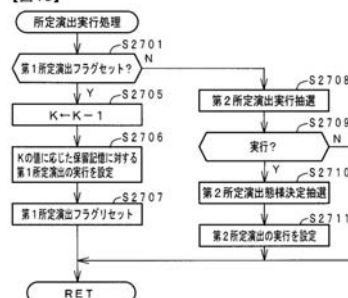 所定演出実行処理
S2701
第1所定演出フラグセット?
N
Y
S2705
K←K-1
S2706
Kの値に応じた保留記憶に対する
第1所定演出の実行を設定
S2707
第1所定演出フラグリセット
S2708
第2所定演出実行抽選
S2709
実行?
N
Y
S2710
第2所定演出態様決定抽選
S2711
第2所定演出の実行を設定
RET